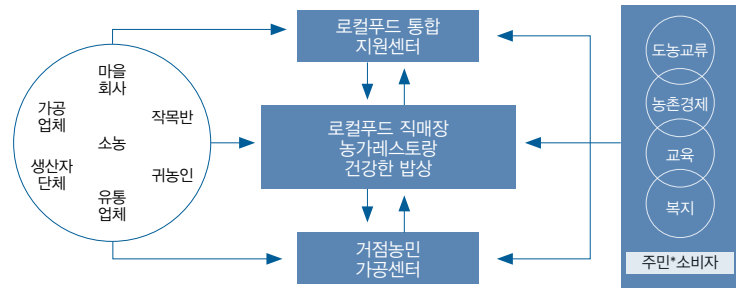 마을
회사
가공
업체
작목반
소농
생산자
단체
귀농인
유통
업체
로컬푸드 통합
지원센터
로컬푸드 직매장
농가레스토랑
건강한 밥상
거점농민
가공센터
도농교류
농촌경제
교육
복지
주민*소비자